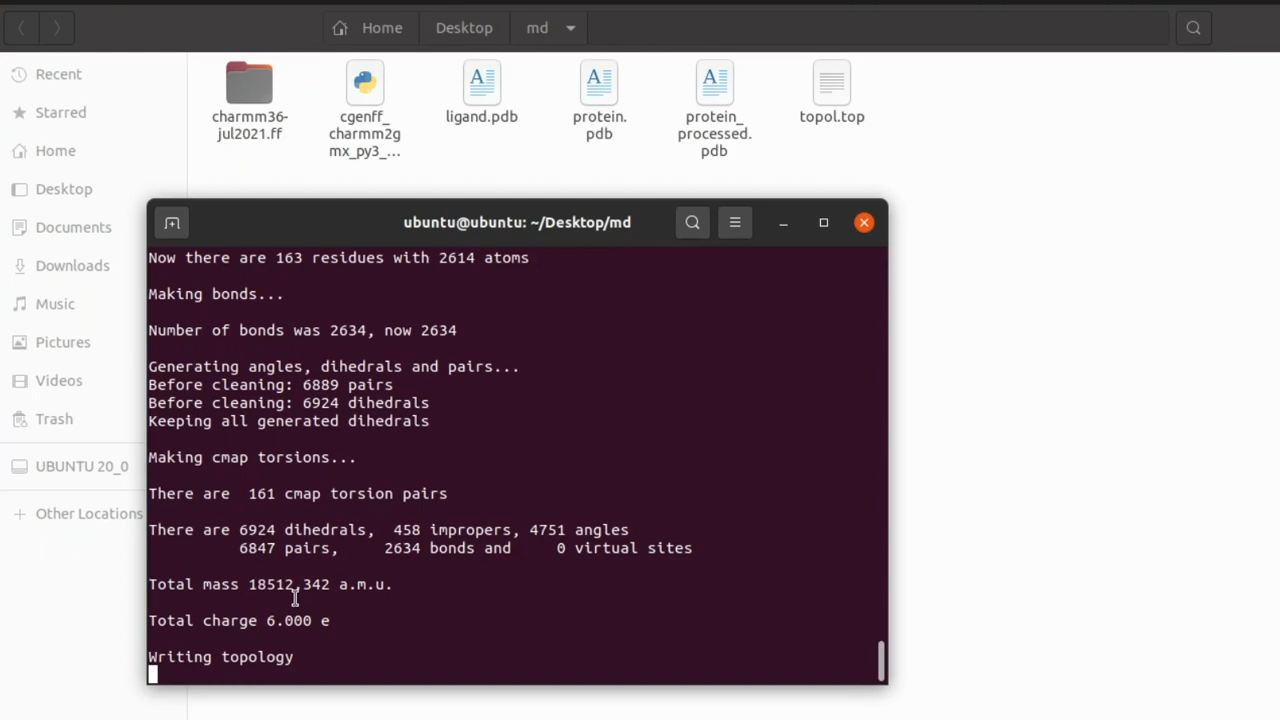 Home Desktop md
Recent
Starred
Home
Desktop
Documents
Downloads
Music
Pictures
Videos
Trash
UBUNTU 20_0
Other Locations
charmm36-
jul2021.ff
cgenff_
charmm2g
mx_py3_...
ligand.pdb
protein.
pdb
protein_
processed.
pdb
topol.top
ubuntu@ubuntu: ~/Desktop/md
Now there are 163 residues with 2614 atoms
Making bonds...
Number of bonds was 2634, now 2634
Generating angles, dihedrals and pairs...
Before cleaning: 6889 pairs
Before cleaning: 6924 dihedrals
Keeping all generated dihedrals
Making cmap torsions...
There are  161 cmap torsion pairs
There are 6924 dihedrals,  458 impropers, 4751 angles
          6847 pairs,     2634 bonds and     0 virtual sites
Total mass 18512.342 a.m.u.
Total charge 6.000 e
Writing topology